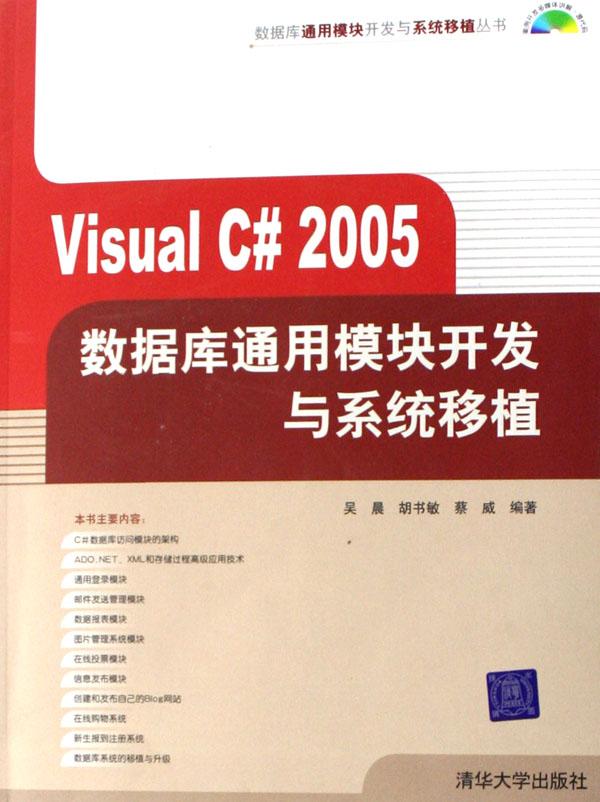 数据库通用模块开发与系统移植丛书
Visual C# 2005
数据库通用模块开发
与系统移植
吴 晨 胡书敏 蔡 威 编著
本书主要内容：
C#数据库访问模块的架构
ADO.NET、XML和存储过程高级应用技术
通用登录模块
邮件发送管理模块
数据报表模块
图片管理系统模块
在线投票模块
信息发布模块
创建和发布自己的Blog网站
在线购物系统
新生报到注册系统
数据库系统的移植与升级
清华大学出版社